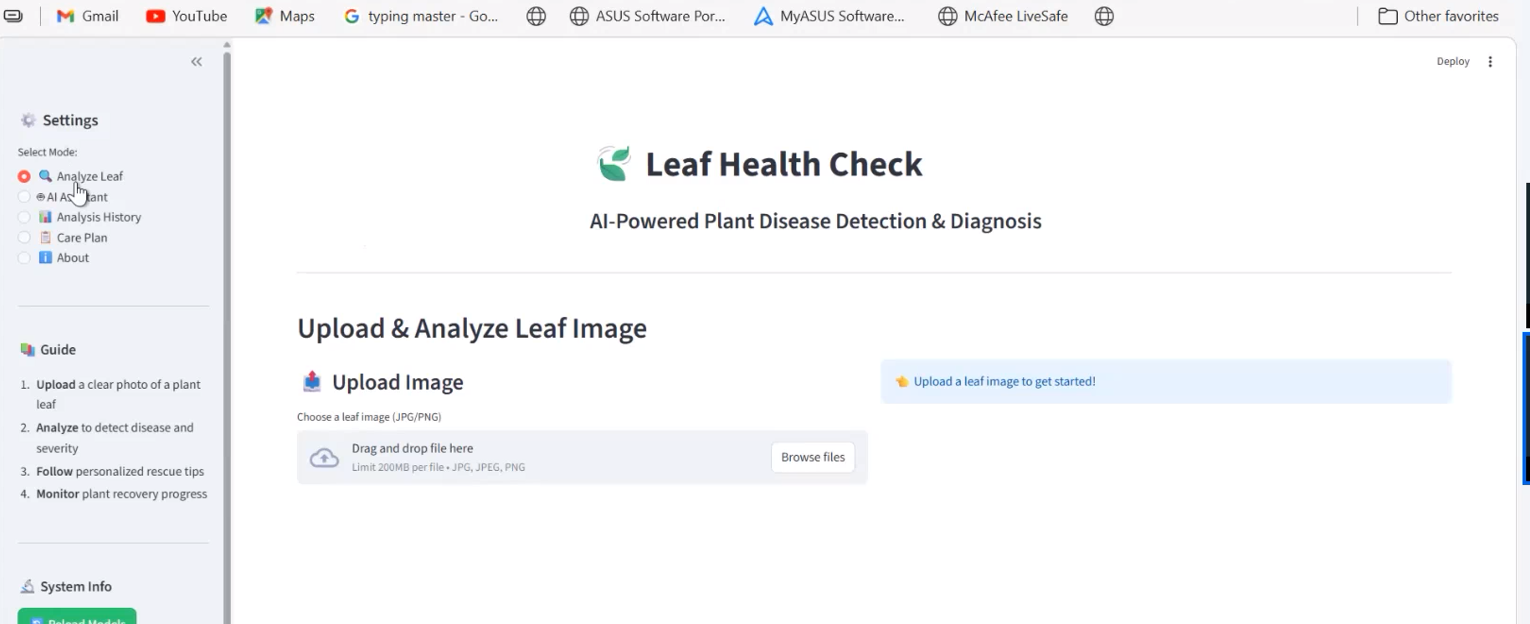 Gmail
YouTube
Maps
typing master - Go...
ASUS Software Por...
MyASUS Software...
McAfee LiveSafe
Other favorites
Deploy
Settings
Select Mode:
Analyze Leaf
AI Assistant
Analysis History
Care Plan
About
Guide
1. Upload a clear photo of a plant
leaf
2. Analyze to detect disease and
severity
3. Follow personalized rescue tips
4. Monitor plant recovery progress
System Info
Reload Models
Leaf Health Check
AI-Powered Plant Disease Detection & Diagnosis
Upload & Analyze Leaf Image
Upload Image
Choose a leaf image (JPG/PNG)
Drag and drop file here
Limit 200MB per file • JPG, JPEG, PNG
Browse files
Upload a leaf image to get started!